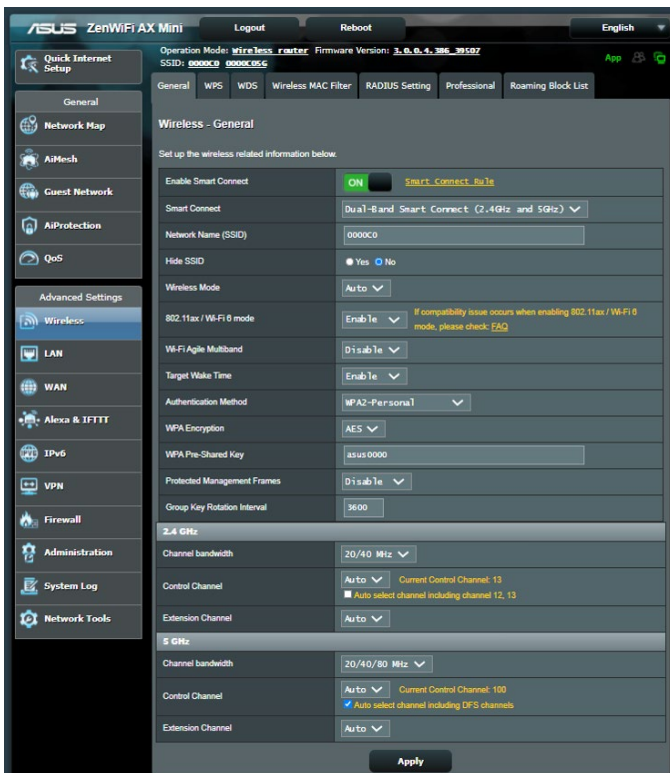 ASUS ZenWiFi AX Mini Logout Reboot English
Quick Internet Setup
Operation Mode: Wireless router Firmware Version: 3.0.0.4.386_39507
SSID: 0000C0 0000C05G
App
General WPS WDS Wireless MAC Filter RADIUS Setting Professional Roaming Block List
General
Network Map
AiMesh
Guest Network
AiProtection
QoS
Advanced Settings
Wireless
LAN
WAN
Alexa & IFTTT
IPv6
VPN
Firewall
Administration
System Log
Network Tools
Wireless - General
Set up the wireless related information below.
Enable Smart Connect ON Smart Connect Rule
Smart Connect Dual-Band Smart Connect (2.4GHz and 5GHz)
Network Name (SSID) 0000C0
Hide SSID Yes No
Wireless Mode Auto
802.11ax / Wi-Fi 6 mode Enable If compatibility issue occurs when enabling 802.11ax / Wi-Fi 6
mode, please check: FAQ
Wi-Fi Agile Multiband Disable
Target Wake Time Enable
Authentication Method WPA2-Personal
WPA Encryption AES
WPA Pre-Shared Key asus0000
Protected Management Frames Disable
Group Key Rotation Interval 3600
2.4 GHz
Channel bandwidth 20/40 MHz
Control Channel Auto Current Control Channel: 13
Auto select channel including channel 12, 13
Extension Channel Auto
5 GHz
Channel bandwidth 20/40/80 MHz
Control Channel Auto Current Control Channel: 100
Auto select channel including DFS channels
Extension Channel Auto
Apply